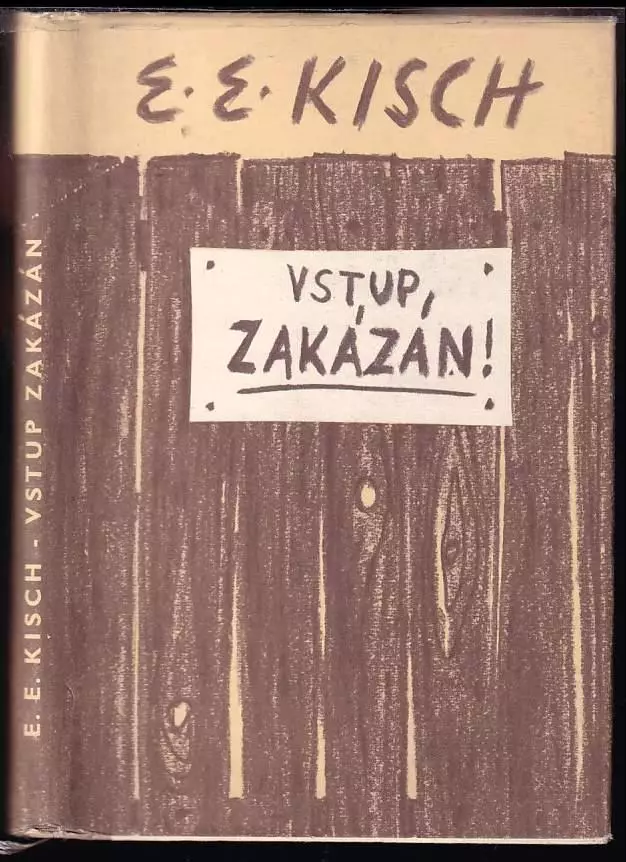 E. E. KISCH
VSTUP
ZAKÁZÁN!
E. E. KISCH - VSTUP ZAKÁZÁN